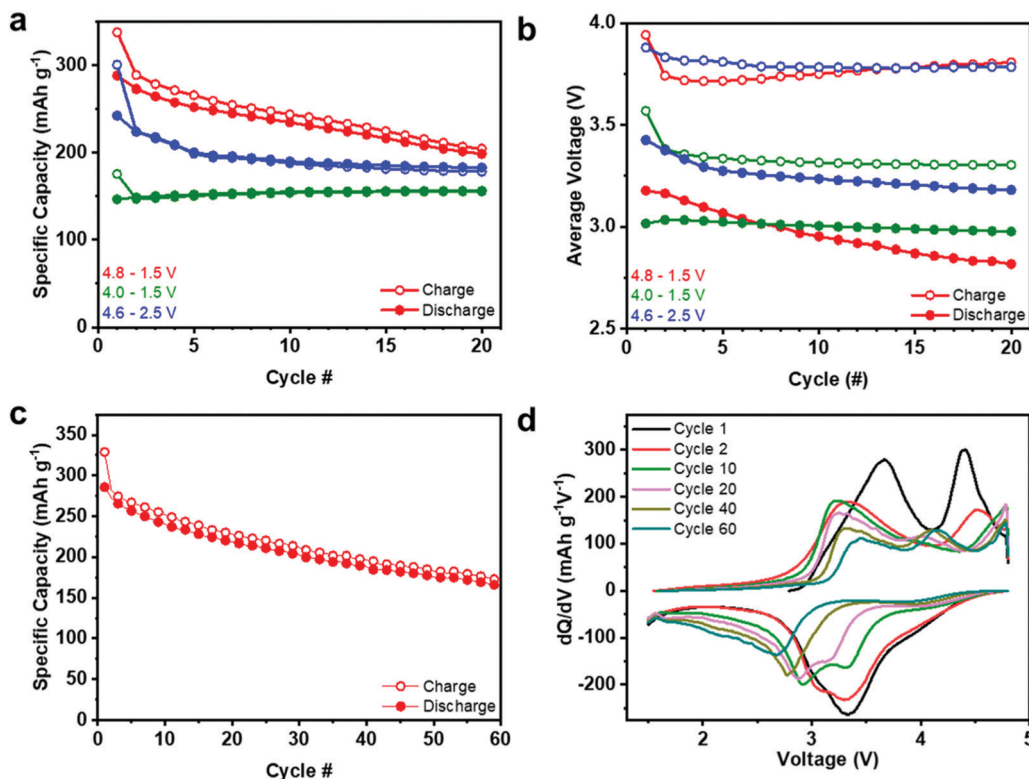 a
Specific Capacity (mAh g⁻¹)
300
200
100
0
4.8 - 1.5 V
4.0 - 1.5 V
4.6 - 2.5 V
Charge
Discharge
0
5
10
15
20
Cycle #
b
Average Voltage (V)
4.0
3.5
3.0
2.5
4.8 - 1.5 V
4.0 - 1.5 V
4.6 - 2.5 V
Charge
Discharge
0
5
10
15
20
Cycle (#)
c
Specific Capacity (mAh g⁻¹)
350
300
250
200
150
100
50
0
Charge
Discharge
0
10
20
30
40
50
60
Cycle #
d
dQ/dV (mAh g⁻¹V⁻¹)
300
200
100
0
-100
-200
Cycle 1
Cycle 2
Cycle 10
Cycle 20
Cycle 40
Cycle 60
2
3
4
5
Voltage (V)